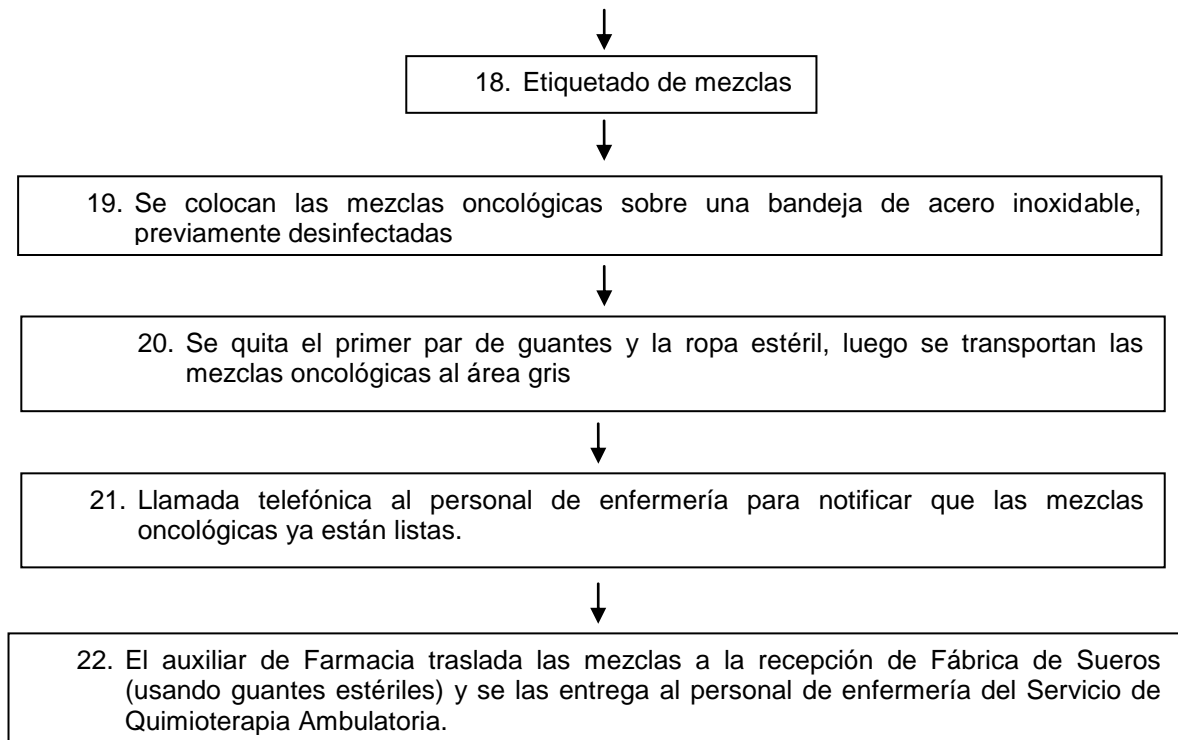 18. Etiquetado de mezclas
19. Se colocan las mezclas oncológicas sobre una bandeja de acero inoxidable,
previamente desinfectadas
20. Se quita el primer par de guantes y la ropa estéril, luego se transportan las
mezclas oncológicas al área gris
21. Llamada telefónica al personal de enfermería para notificar que las mezclas
oncológicas ya están listas.
22. El auxiliar de Farmacia traslada las mezclas a la recepción de Fábrica de Sueros
(usando guantes estériles) y se las entrega al personal de enfermería del Servicio de
Quimioterapia Ambulatoria.